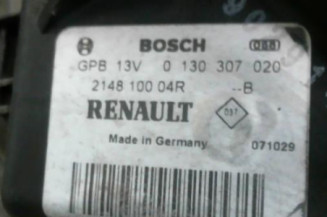 BOSCH
GPB 13V 0 130 307 020
2148 100 04R --B
RENAULT
Made in Germany 071029